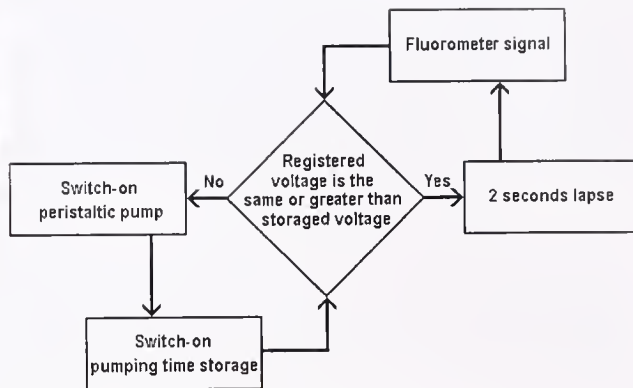 Fluorometer signal
Registered
voltage is the
same or greater than
storaged voltage
No
Yes
Switch-on
peristaltic pump
2 seconds lapse
Switch-on
pumping time storage